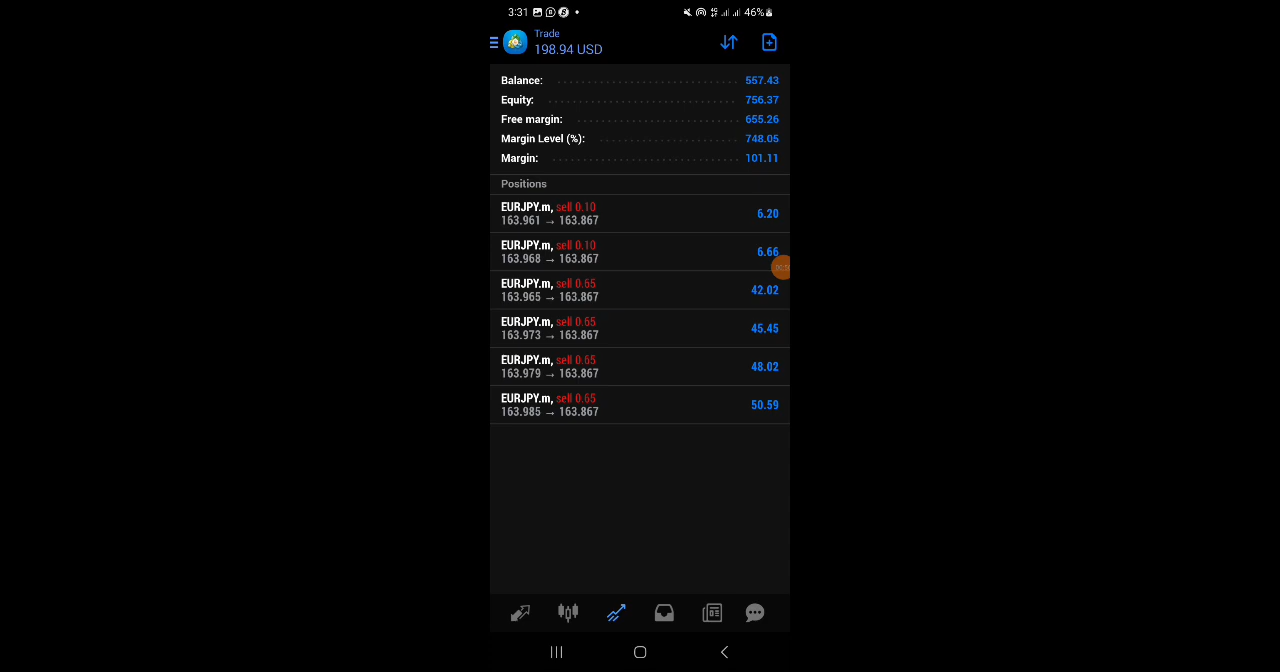 3:31 46%
Trade
198.94 USD
Balance: 557.43
Equity: 756.37
Free margin: 655.26
Margin Level (%): 748.05
Margin: 101.11
Positions
EURJPY.m, sell 0.10
163.961 → 163.867 6.20
EURJPY.m, sell 0.10
163.968 → 163.867 6.66
EURJPY.m, sell 0.65
163.965 → 163.867 42.02
EURJPY.m, sell 0.65
163.973 → 163.867 45.45
EURJPY.m, sell 0.65
163.979 → 163.867 48.02
EURJPY.m, sell 0.65
163.985 → 163.867 50.59